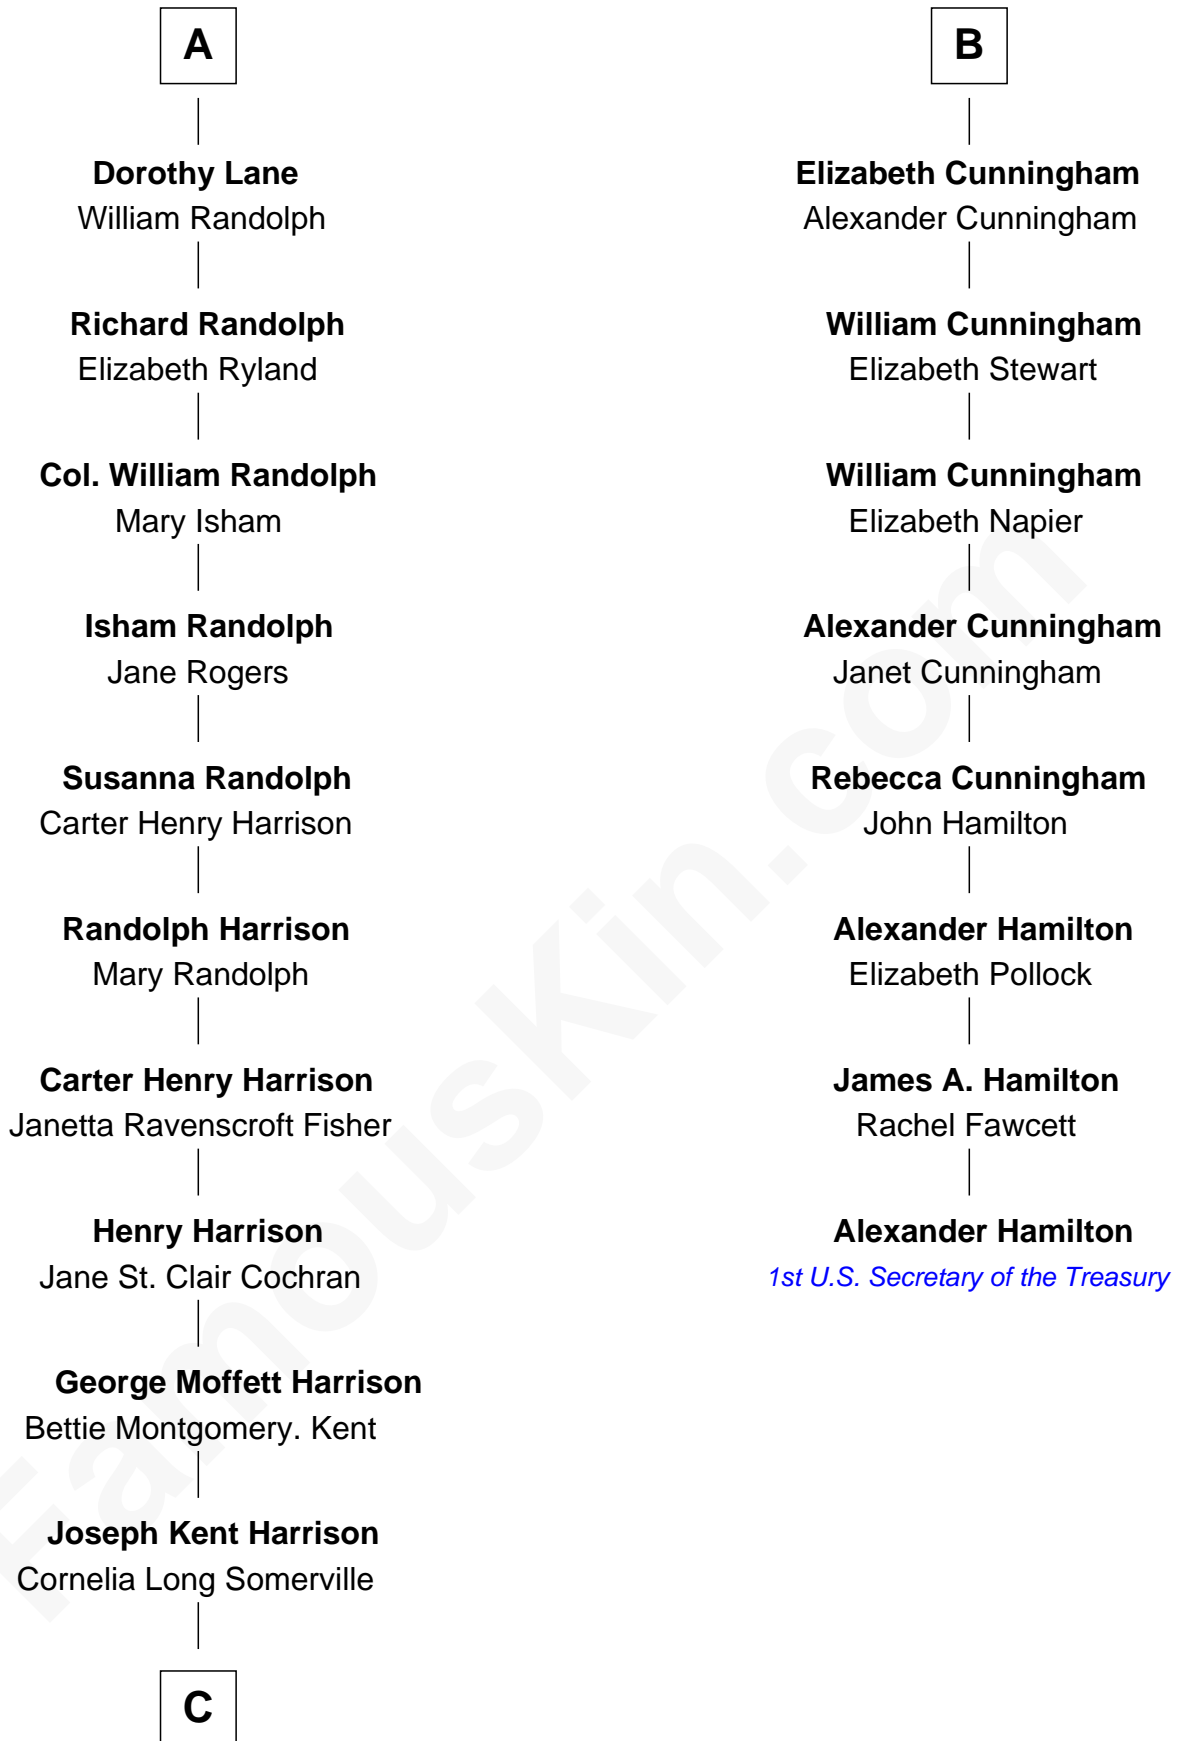 A
Dorothy Lane
William Randolph
Richard Randolph
Elizabeth Ryland
Col. William Randolph
Mary Isham
Isham Randolph
Jane Rogers
Susanna Randolph
Carter Henry Harrison
Randolph Harrison
Mary Randolph
Carter Henry Harrison
Janetta Ravenscroft Fisher
Henry Harrison
Jane St. Clair Cochran
George Moffett Harrison
Bettie Montgomery. Kent
Joseph Kent Harrison
Cornelia Long Somerville
C
B
Elizabeth Cunningham
Alexander Cunningham
William Cunningham
Elizabeth Stewart
William Cunningham
Elizabeth Napier
Alexander Cunningham
Janet Cunningham
Rebecca Cunningham
John Hamilton
Alexander Hamilton
Elizabeth Pollock
James A. Hamilton
Rachel Fawcett
Alexander Hamilton
1st U.S. Secretary of the Treasury
FamousKin.com